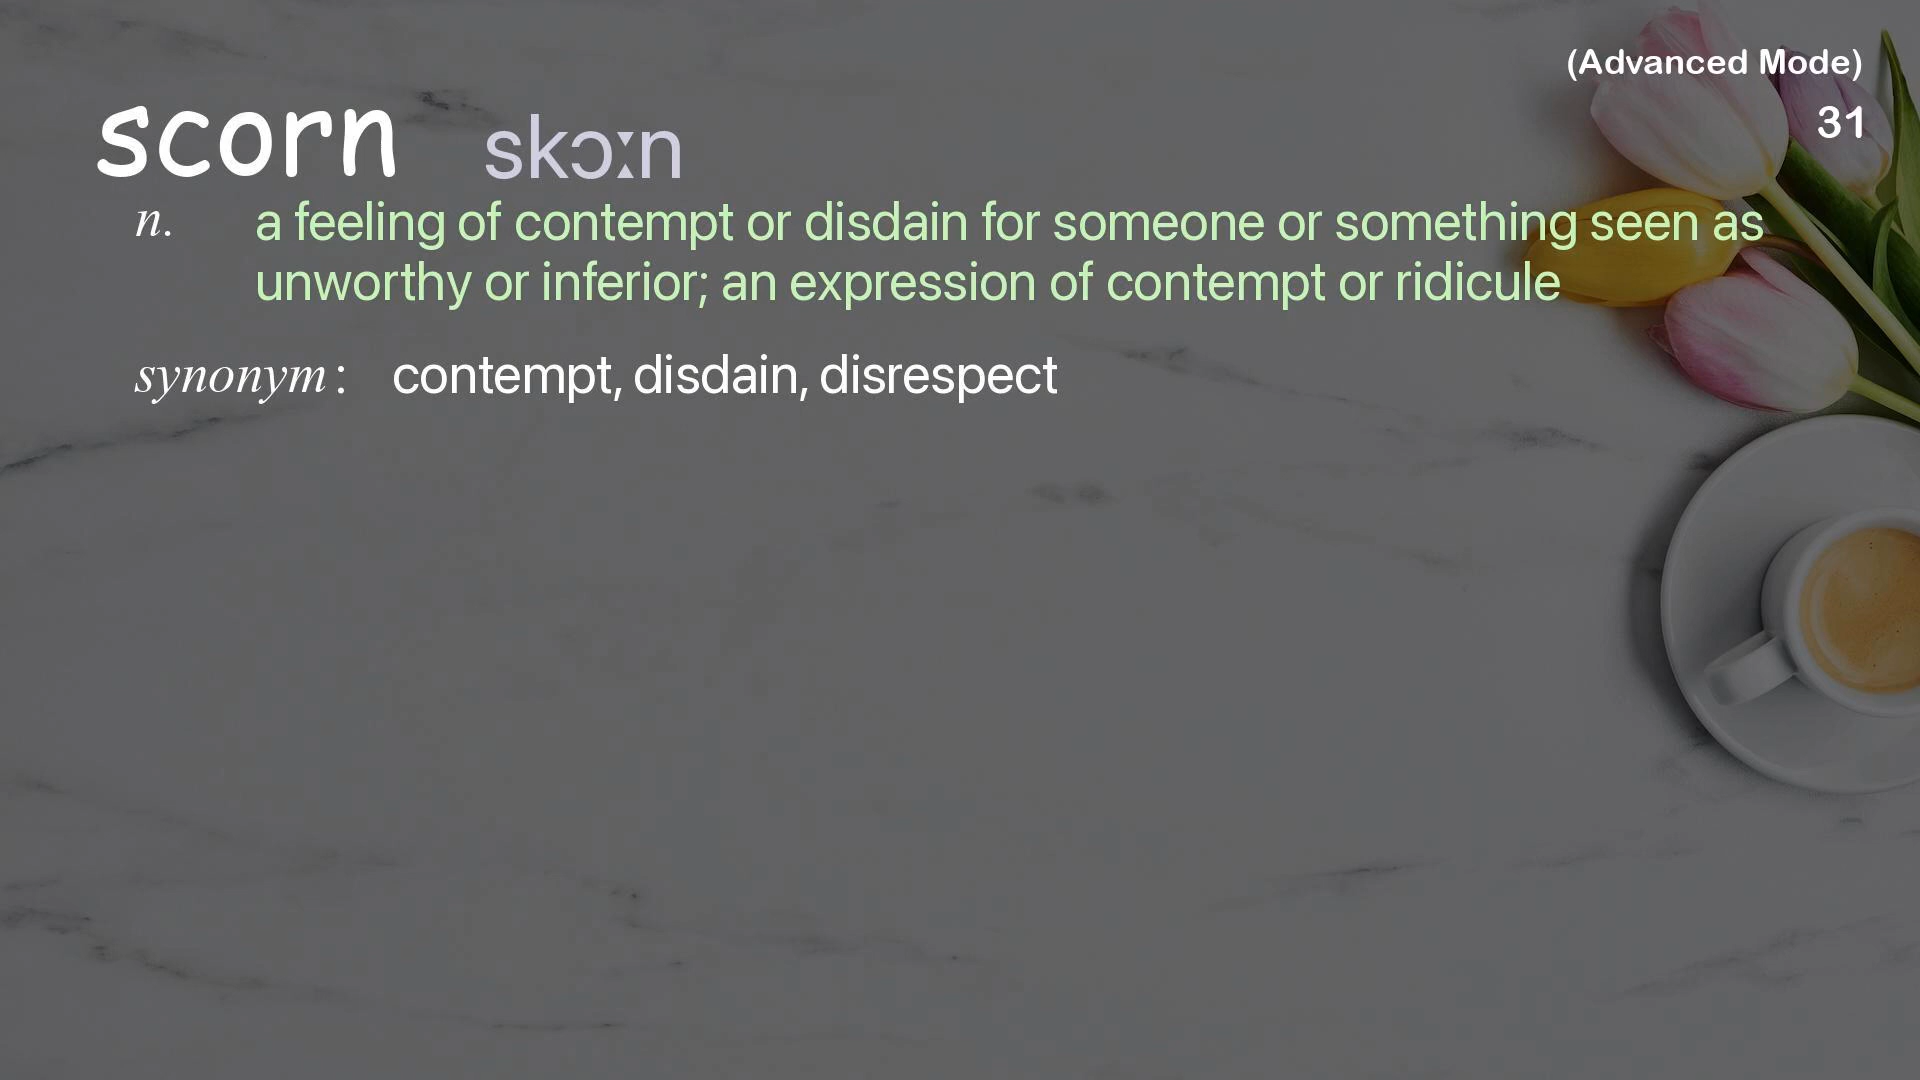 (Advanced Mode)
31
scorn skɔːn
n. a feeling of contempt or disdain for someone or something seen as
unworthy or inferior; an expression of contempt or ridicule
synonym: contempt, disdain, disrespect